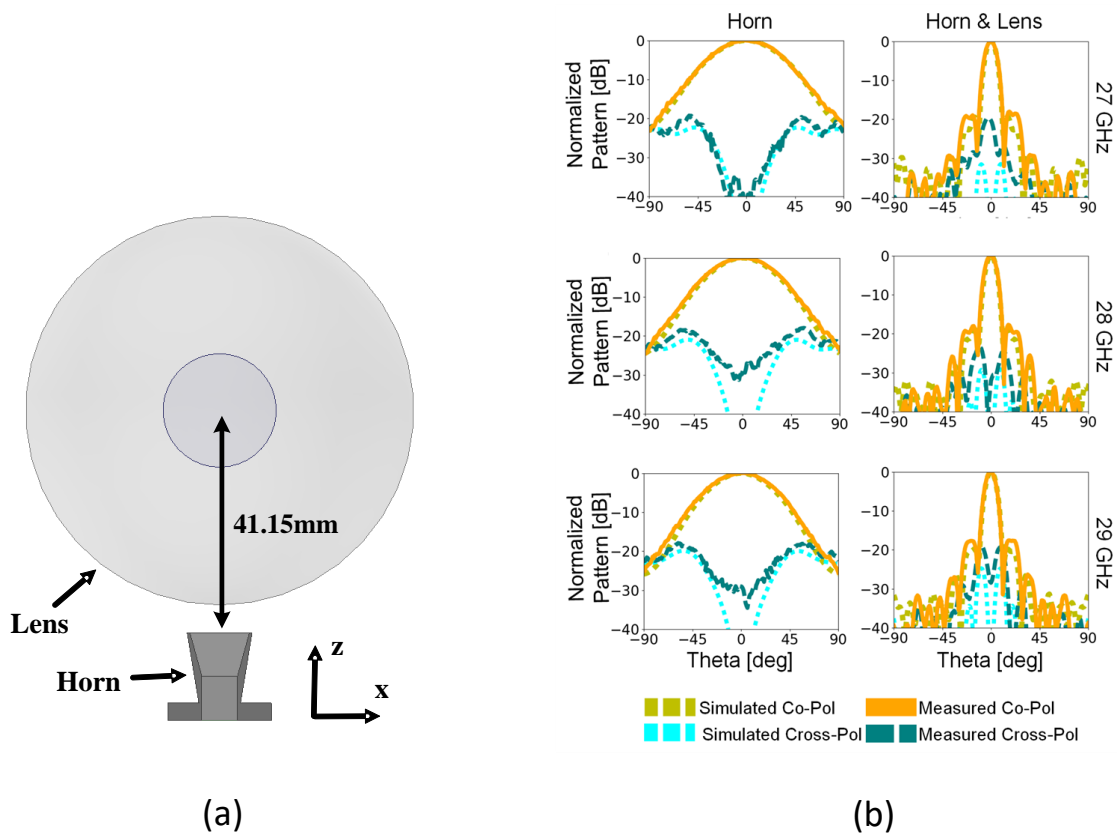 41.15mm
Lens
Horn
z
x
(a)
Horn
Horn & Lens
Normalized
Pattern [dB]
0
−10
−20
−30
−40
−90 −45 0 45 90
0
−10
−20
−30
−40
−90 −45 0 45 90
27 GHz
Normalized
Pattern [dB]
0
−10
−20
−30
−40
−90 −45 0 45 90
0
−10
−20
−30
−40
−90 −45 0 45 90
28 GHz
Normalized
Pattern [dB]
0
−10
−20
−30
−40
−90 −45 0 45 90
Theta [deg]
0
−10
−20
−30
−40
−90 −45 0 45 90
Theta [deg]
29 GHz
Simulated Co-Pol
Measured Co-Pol
Simulated Cross-Pol
Measured Cross-Pol
(b)